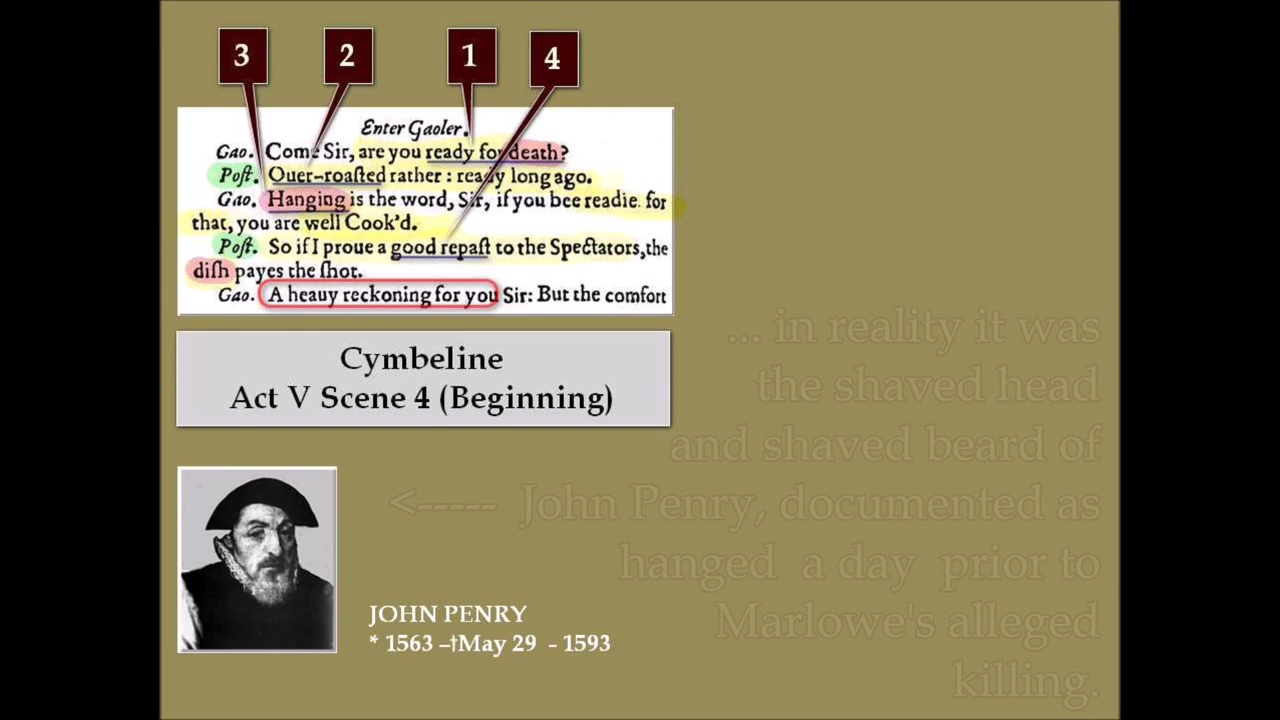 3 2 1 4
Enter Gaoler.
Gao. Come Sir, are you ready for death?
Poſt. Ouer-roaſted rather: ready long ago.
Gao. Hanging is the word, Sir, if you bee readie for
that, you are well Cook'd.
Poſt. So if I proue a good repaſt to the Spectators, the
diſh payes the ſhot.
Gao. A heauy reckoning for you Sir: But the comfort
Cymbeline
Act V Scene 4 (Beginning)
... in reality it was
the shaved head
and shaved beard of
<----- John Penry, documented as
hanged a day prior to
Marlowe's alleged
killing.
JOHN PENRY
* 1563 –†May 29 - 1593